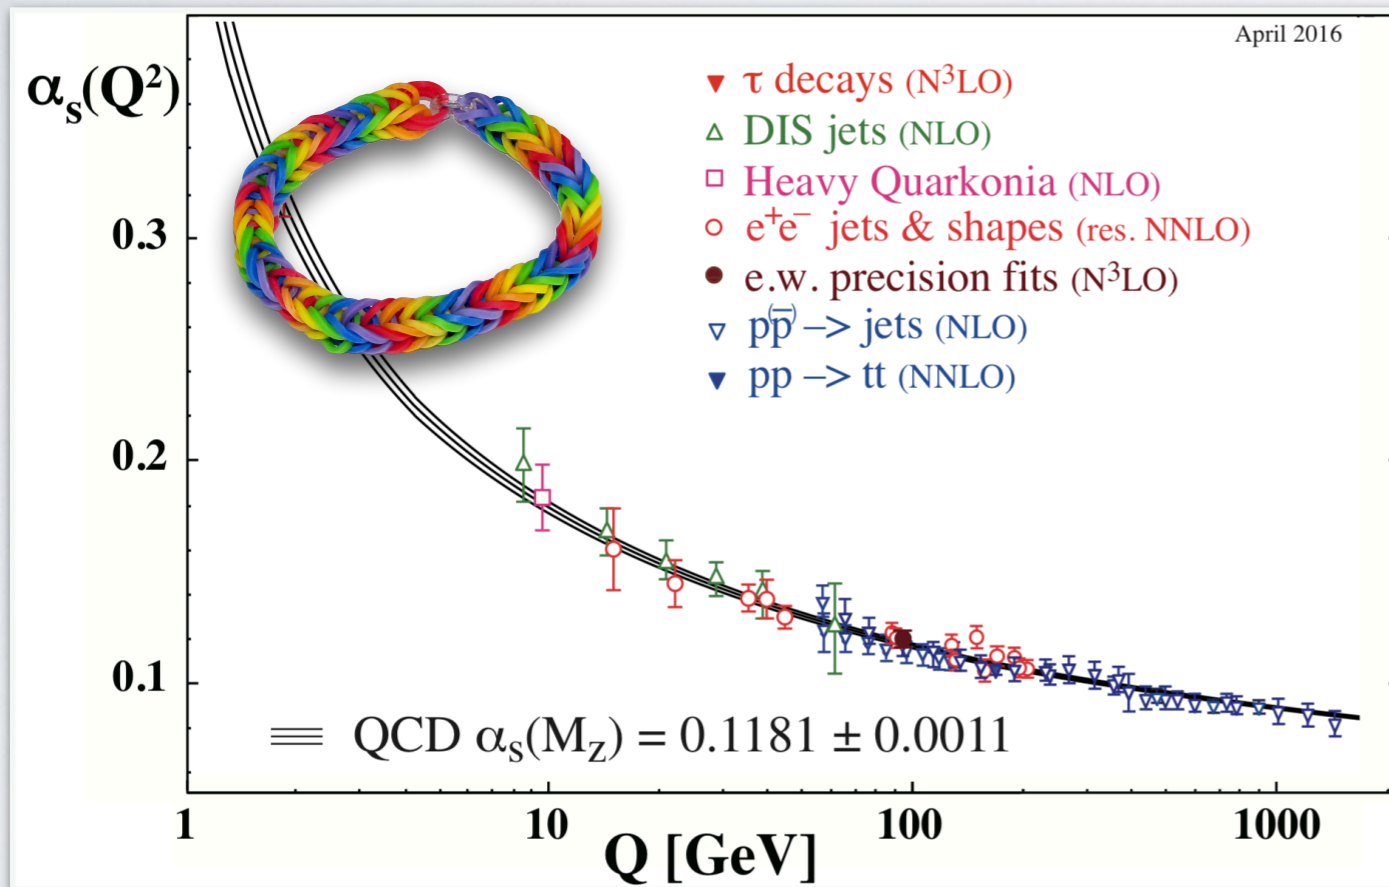 April 2016
αs(Q²)
τ decays (N³LO)
DIS jets (NLO)
Heavy Quarkonia (NLO)
e⁺e⁻ jets & shapes (res. NNLO)
e.w. precision fits (N³LO)
p(p̄) –> jets (NLO)
pp –> tt (NNLO)
0.3
0.2
0.1
QCD αs(Mz) = 0.1181 ± 0.0011
1 10 100 1000
Q [GeV]